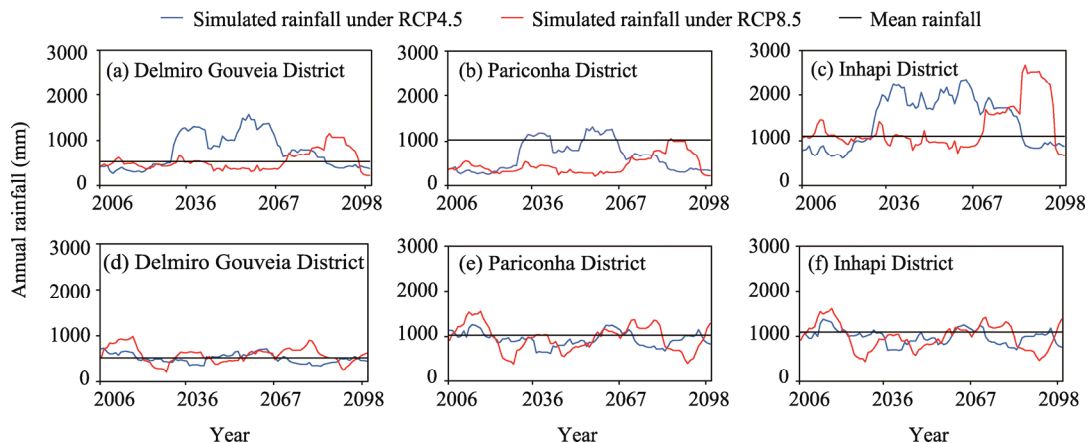 Simulated rainfall under RCP4.5 Simulated rainfall under RCP8.5 Mean rainfall
Annual rainfall (mm)
(a) Delmiro Gouveia District
3000
2000
1000
0
2006 2036 2067 2098
(b) Pariconha District
3000
2000
1000
0
2006 2036 2067 2098
(c) Inhapi District
3000
2000
1000
0
2006 2036 2067 2098
(d) Delmiro Gouveia District
3000
2000
1000
0
2006 2036 2067 2098
Year
(e) Pariconha District
3000
2000
1000
0
2006 2036 2067 2098
Year
(f) Inhapi District
3000
2000
1000
0
2006 2036 2067 2098
Year